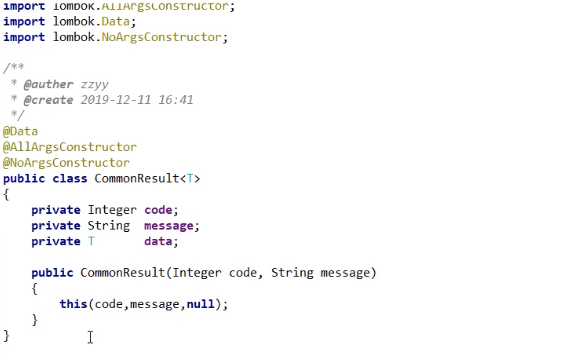 import lombok.AllArgsConstructor;
import lombok.Data;
import lombok.NoArgsConstructor;
/**
 * @auther zzyy
 * @create 2019-12-11 16:41
 */
@Data
@AllArgsConstructor
@NoArgsConstructor
public class CommonResult<T>
{
    private Integer code;
    private String  message;
    private T       data;
    public CommonResult(Integer code, String message)
    {
        this(code,message,null);
    }
}